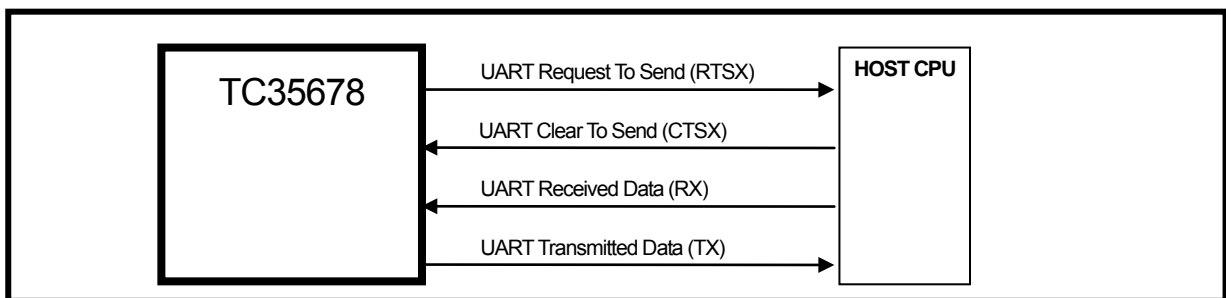 TC35678
UART Request To Send (RTSX)
HOST CPU
UART Clear To Send (CTSX)
UART Received Data (RX)
UART Transmitted Data (TX)